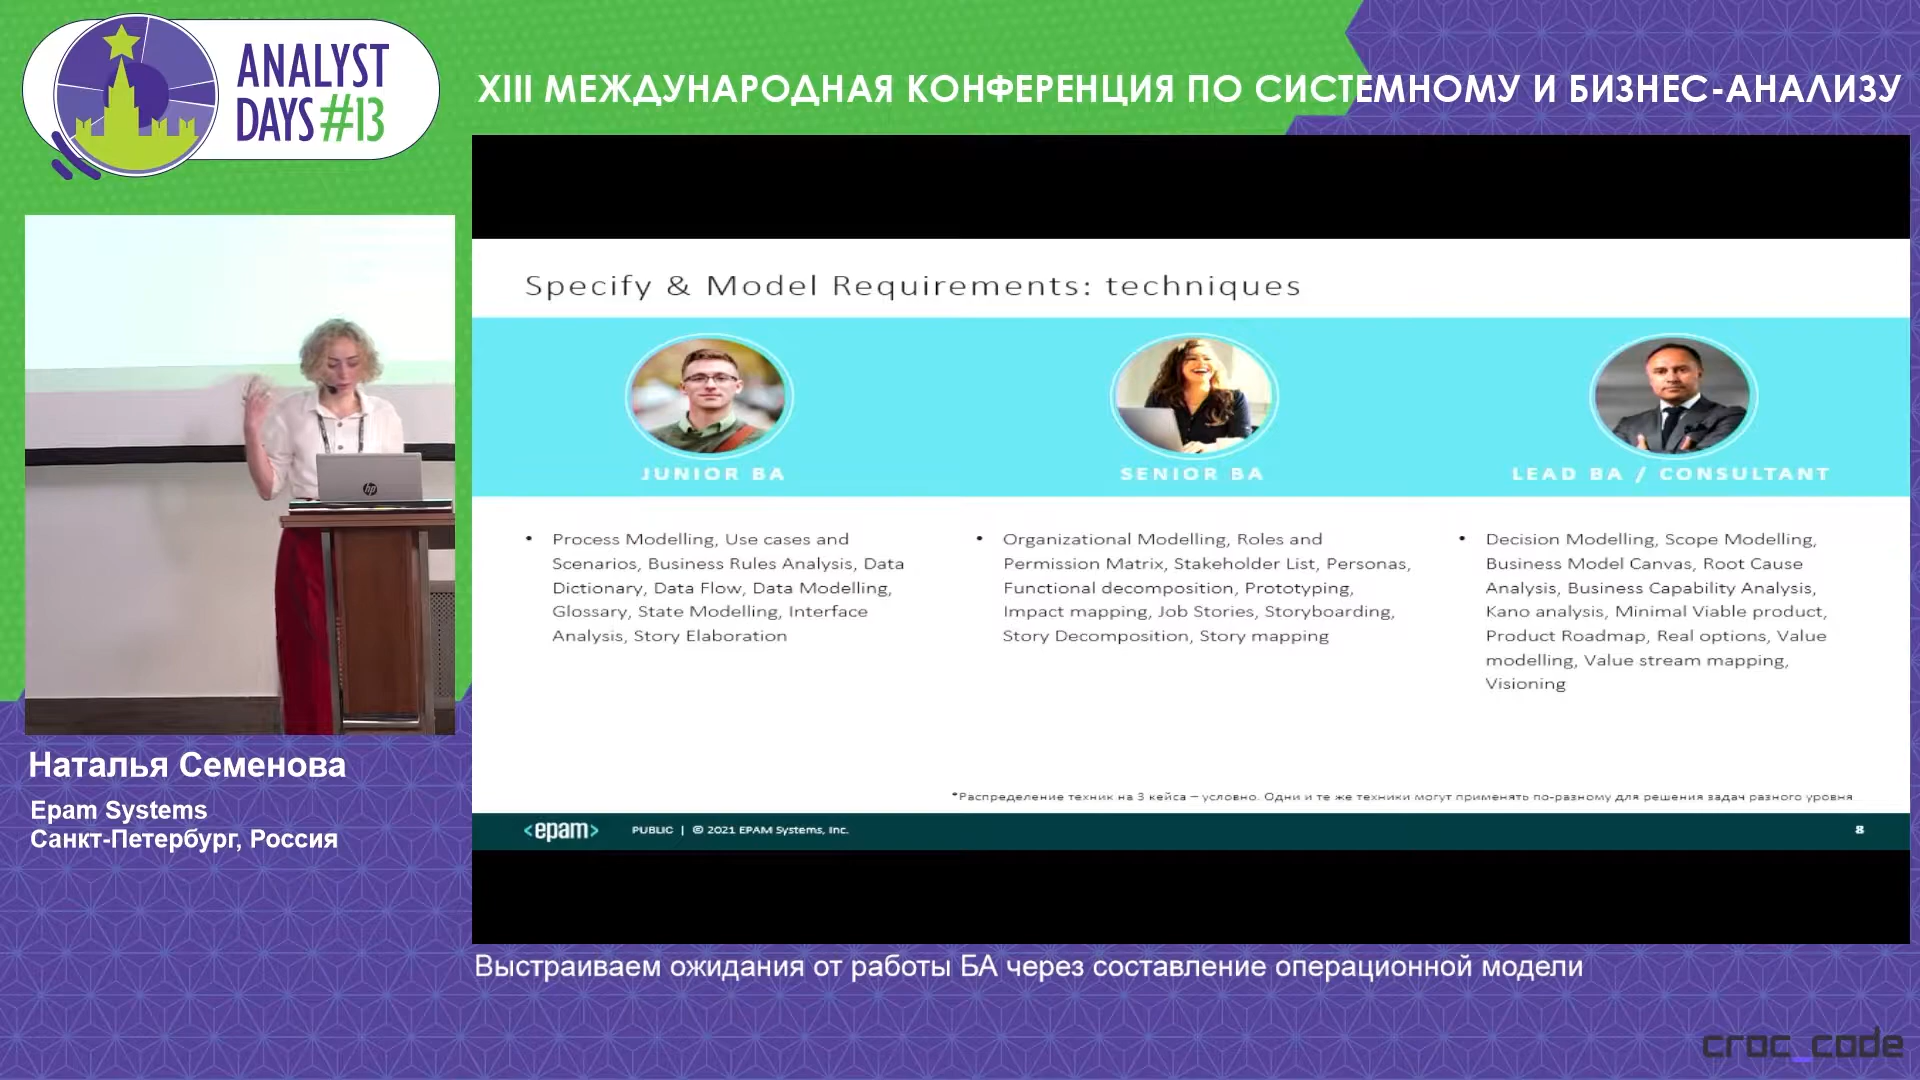 ANALYST
DAYS #13
XIII МЕЖДУНАРОДНАЯ КОНФЕРЕНЦИЯ ПО СИСТЕМНОМУ И БИЗНЕС-АНАЛИЗУ
hp
Наталья Семенова
Epam Systems
Санкт-Петербург, Россия
Specify & Model Requirements: techniques
JUNIOR BA
• Process Modelling, Use cases and
Scenarios, Business Rules Analysis, Data
Dictionary, Data Flow, Data Modelling,
Glossary, State Modelling, Interface
Analysis, Story Elaboration
SENIOR BA
• Organizational Modelling, Roles and
Permission Matrix, Stakeholder List, Personas,
Functional decomposition, Prototyping,
Impact mapping, Job Stories, Storyboarding,
Story Decomposition, Story mapping
LEAD BA / CONSULTANT
• Decision Modelling, Scope Modelling,
Business Model Canvas, Root Cause
Analysis, Business Capability Analysis,
Kano analysis, Minimal Viable product,
Product Roadmap, Real options, Value
modelling, Value stream mapping,
Visioning
*Распределение техник на 3 кейса – условно. Одни и те же техники могут применять по-разному для решения задач разного уровня
<epam> PUBLIC | © 2021 EPAM Systems, Inc. 8
Выстраиваем ожидания от работы БА через составление операционной модели
croc_code